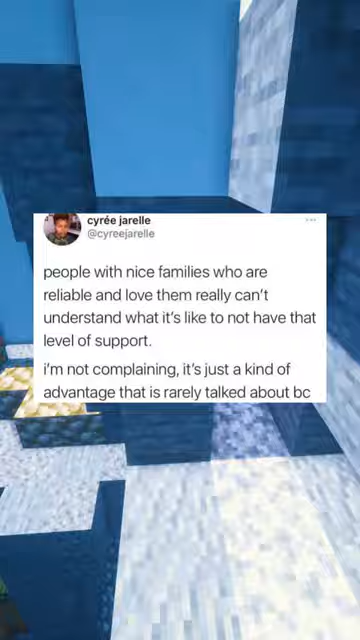 cyrée jarelle
@cyreejarelle
people with nice families who are
reliable and love them really can't
understand what it's like to not have that
level of support.
i'm not complaining, it's just a kind of
advantage that is rarely talked about bc